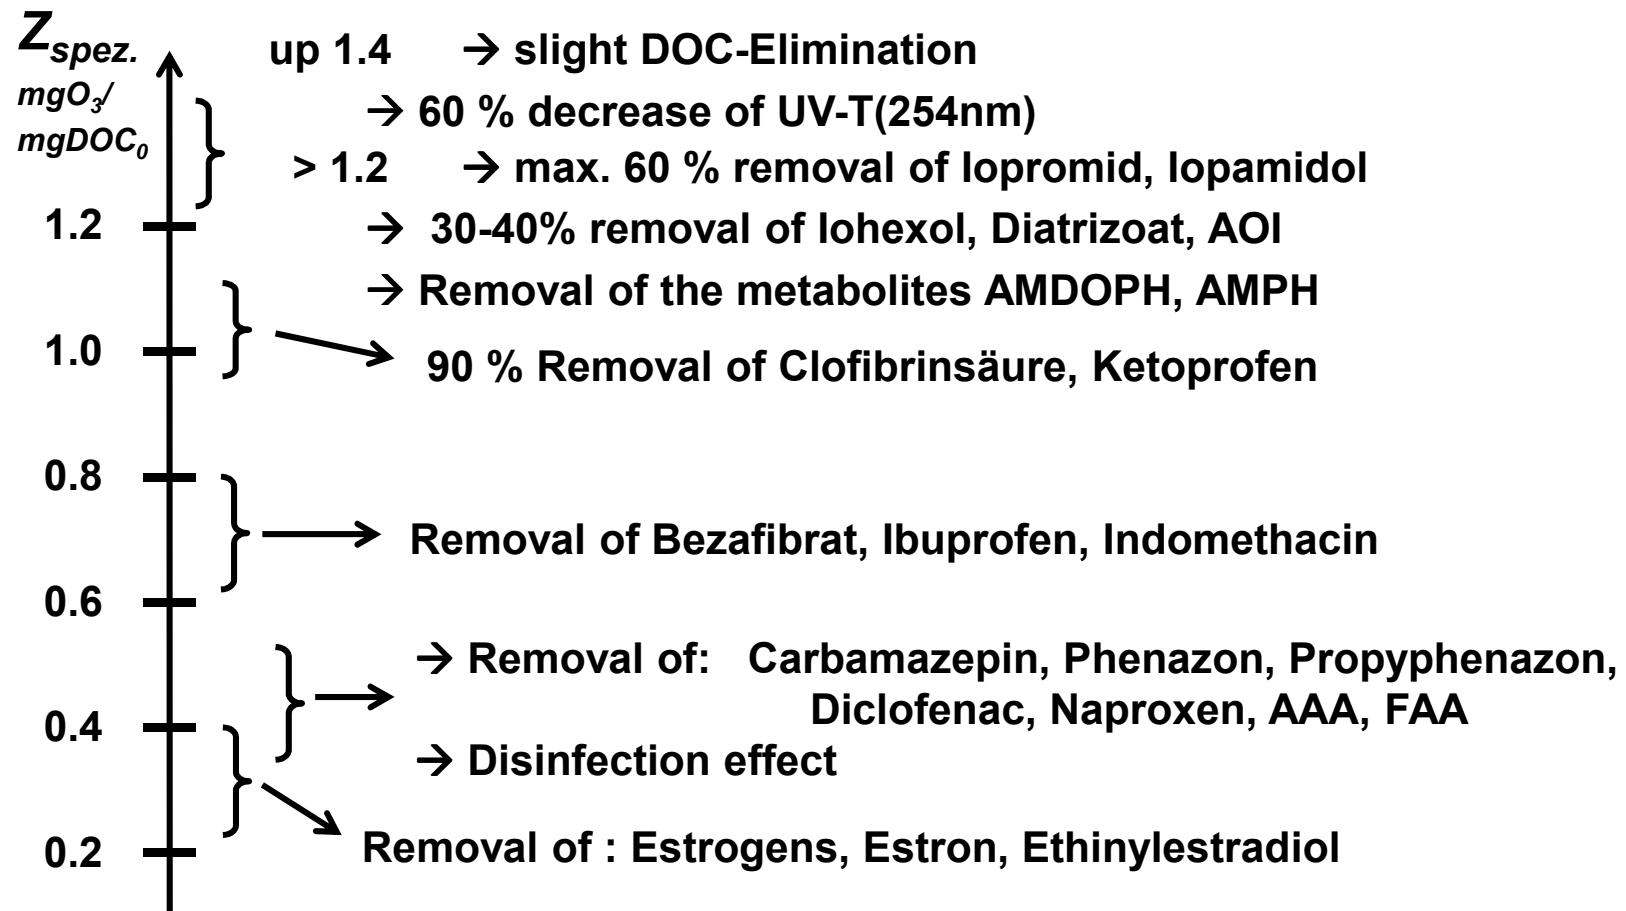 Zspez.
mgO3/
mgDOC0
up 1.4 → slight DOC-Elimination
→ 60 % decrease of UV-T(254nm)
> 1.2 → max. 60 % removal of Iopromid, Iopamidol
1.2
→ 30-40% removal of Iohexol, Diatrizoat, AOI
→ Removal of the metabolites AMDOPH, AMPH
1.0
90 % Removal of Clofibrinsäure, Ketoprofen
0.8
Removal of Bezafibrat, Ibuprofen, Indomethacin
0.6
→ Removal of: Carbamazepin, Phenazon, Propyphenazon,
Diclofenac, Naproxen, AAA, FAA
0.4
→ Disinfection effect
Removal of : Estrogens, Estron, Ethinylestradiol
0.2